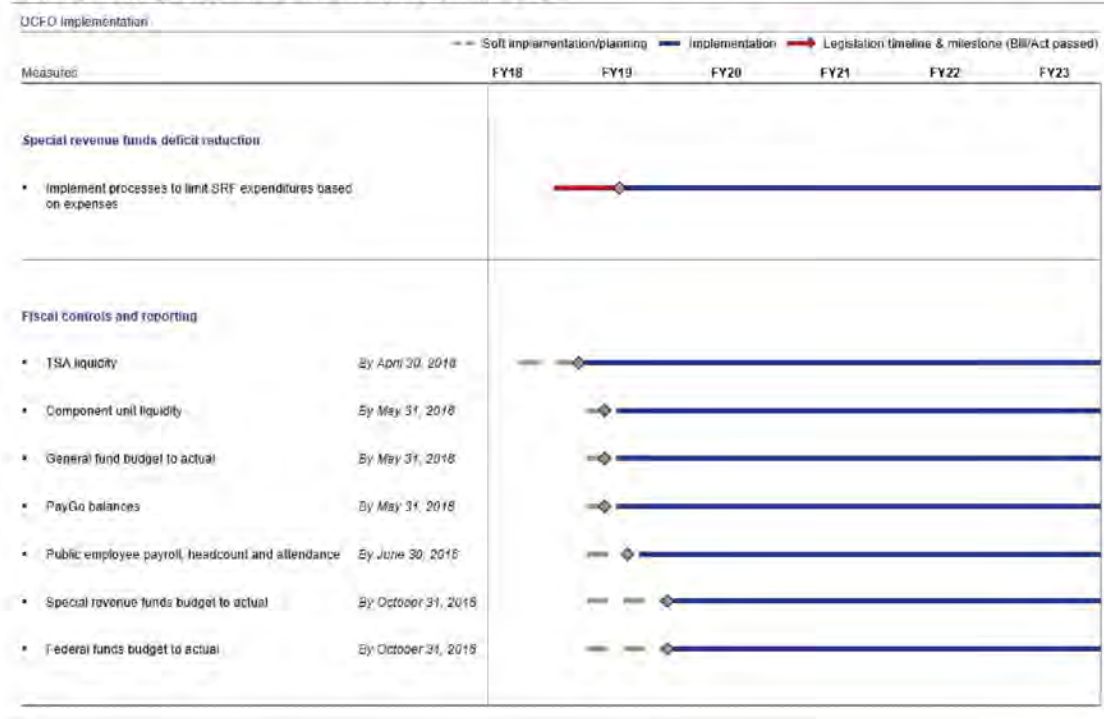 OCFO Implementation
Soft implementation/planning Implementation Legislation timeline & milestone (Bill/Act passed)
Measures FY18 FY19 FY20 FY21 FY22 FY23
Special revenue funds deficit reduction
▪ Implement processes to limit SRF expenditures based
on expenses
Fiscal controls and reporting
▪ TSA liquidity By April 30, 2018
▪ Component unit liquidity By May 31, 2018
▪ General fund budget to actual By May 31, 2018
▪ PayGo balances By May 31, 2018
▪ Public employee payroll, headcount and attendance By June 30, 2018
▪ Special revenue funds budget to actual By October 31, 2018
▪ Federal funds budget to actual By October 31, 2018